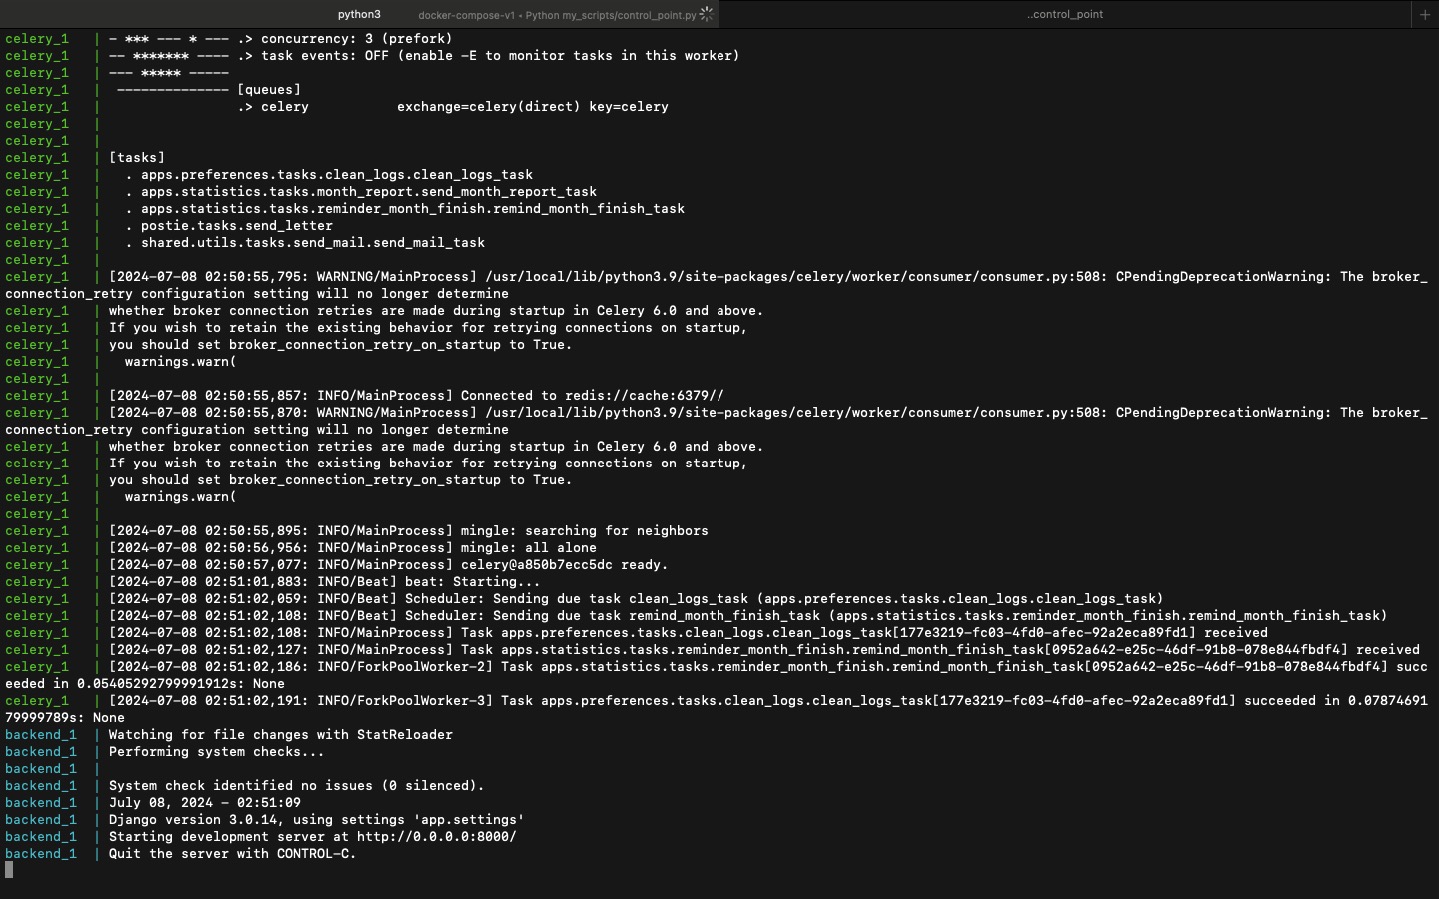 python3
docker-compose-v1 • Python my_scripts/control_point.py
..control_point
celery_1   | - *** --- * --- .> concurrency: 3 (prefork)
celery_1   | -- ******* ---- .> task events: OFF (enable -E to monitor tasks in this worker)
celery_1   | --- ***** -----
celery_1   |  -------------- [queues]
celery_1   |                 .> celery           exchange=celery(direct) key=celery
celery_1   |
celery_1   |
celery_1   | [tasks]
celery_1   |   . apps.preferences.tasks.clean_logs.clean_logs_task
celery_1   |   . apps.statistics.tasks.month_report.send_month_report_task
celery_1   |   . apps.statistics.tasks.reminder_month_finish.remind_month_finish_task
celery_1   |   . postie.tasks.send_letter
celery_1   |   . shared.utils.tasks.send_mail.send_mail_task
celery_1   |
celery_1   | [2024-07-08 02:50:55,795: WARNING/MainProcess] /usr/local/lib/python3.9/site-packages/celery/worker/consumer/consumer.py:508: CPendingDeprecationWarning: The broker_
connection_retry configuration setting will no longer determine
celery_1   | whether broker connection retries are made during startup in Celery 6.0 and above.
celery_1   | If you wish to retain the existing behavior for retrying connections on startup,
celery_1   | you should set broker_connection_retry_on_startup to True.
celery_1   |   warnings.warn(
celery_1   |
celery_1   | [2024-07-08 02:50:55,857: INFO/MainProcess] Connected to redis://cache:6379//
celery_1   | [2024-07-08 02:50:55,870: WARNING/MainProcess] /usr/local/lib/python3.9/site-packages/celery/worker/consumer/consumer.py:508: CPendingDeprecationWarning: The broker_
connection_retry configuration setting will no longer determine
celery_1   | whether broker connection retries are made during startup in Celery 6.0 and above.
celery_1   | If you wish to retain the existing behavior for retrying connections on startup,
celery_1   | you should set broker_connection_retry_on_startup to True.
celery_1   |   warnings.warn(
celery_1   |
celery_1   | [2024-07-08 02:50:55,895: INFO/MainProcess] mingle: searching for neighbors
celery_1   | [2024-07-08 02:50:56,956: INFO/MainProcess] mingle: all alone
celery_1   | [2024-07-08 02:50:57,077: INFO/MainProcess] celery@a850b7ecc5dc ready.
celery_1   | [2024-07-08 02:51:01,883: INFO/Beat] beat: Starting...
celery_1   | [2024-07-08 02:51:02,059: INFO/Beat] Scheduler: Sending due task clean_logs_task (apps.preferences.tasks.clean_logs.clean_logs_task)
celery_1   | [2024-07-08 02:51:02,108: INFO/Beat] Scheduler: Sending due task remind_month_finish_task (apps.statistics.tasks.reminder_month_finish.remind_month_finish_task)
celery_1   | [2024-07-08 02:51:02,108: INFO/MainProcess] Task apps.preferences.tasks.clean_logs.clean_logs_task[177e3219-fc03-4fd0-afec-92a2eca89fd1] received
celery_1   | [2024-07-08 02:51:02,127: INFO/MainProcess] Task apps.statistics.tasks.reminder_month_finish.remind_month_finish_task[0952a642-e25c-46df-91b8-078e844fbdf4] received
celery_1   | [2024-07-08 02:51:02,186: INFO/ForkPoolWorker-2] Task apps.statistics.tasks.reminder_month_finish.remind_month_finish_task[0952a642-e25c-46df-91b8-078e844fbdf4] succ
eeded in 0.05405292799991912s: None
celery_1   | [2024-07-08 02:51:02,191: INFO/ForkPoolWorker-3] Task apps.preferences.tasks.clean_logs.clean_logs_task[177e3219-fc03-4fd0-afec-92a2eca89fd1] succeeded in 0.07874691
79999789s: None
backend_1  | Watching for file changes with StatReloader
backend_1  | Performing system checks...
backend_1  |
backend_1  | System check identified no issues (0 silenced).
backend_1  | July 08, 2024 - 02:51:09
backend_1  | Django version 3.0.14, using settings 'app.settings'
backend_1  | Starting development server at http://0.0.0.0:8000/
backend_1  | Quit the server with CONTROL-C.